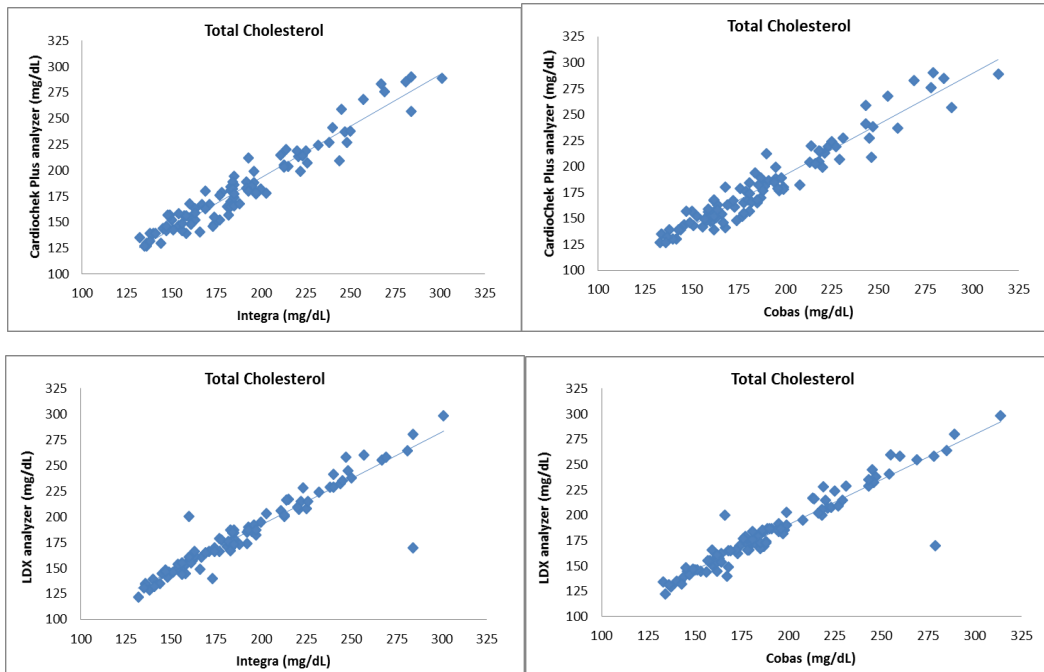 Total Cholesterol
CardioChek Plus analyzer (mg/dL)
325
300
275
250
225
200
175
150
125
100
100 125 150 175 200 225 250 275 300 325
Integra (mg/dL)
Total Cholesterol
CardioChek Plus analyzer (mg/dL)
325
300
275
250
225
200
175
150
125
100
100 125 150 175 200 225 250 275 300 325
Cobas (mg/dL)
Total Cholesterol
LDX analyzer (mg/dL)
325
300
275
250
225
200
175
150
125
100
100 125 150 175 200 225 250 275 300 325
Integra (mg/dL)
Total Cholesterol
LDX analyzer (mg/dL)
325
300
275
250
225
200
175
150
125
100
100 125 150 175 200 225 250 275 300 325
Cobas (mg/dL)